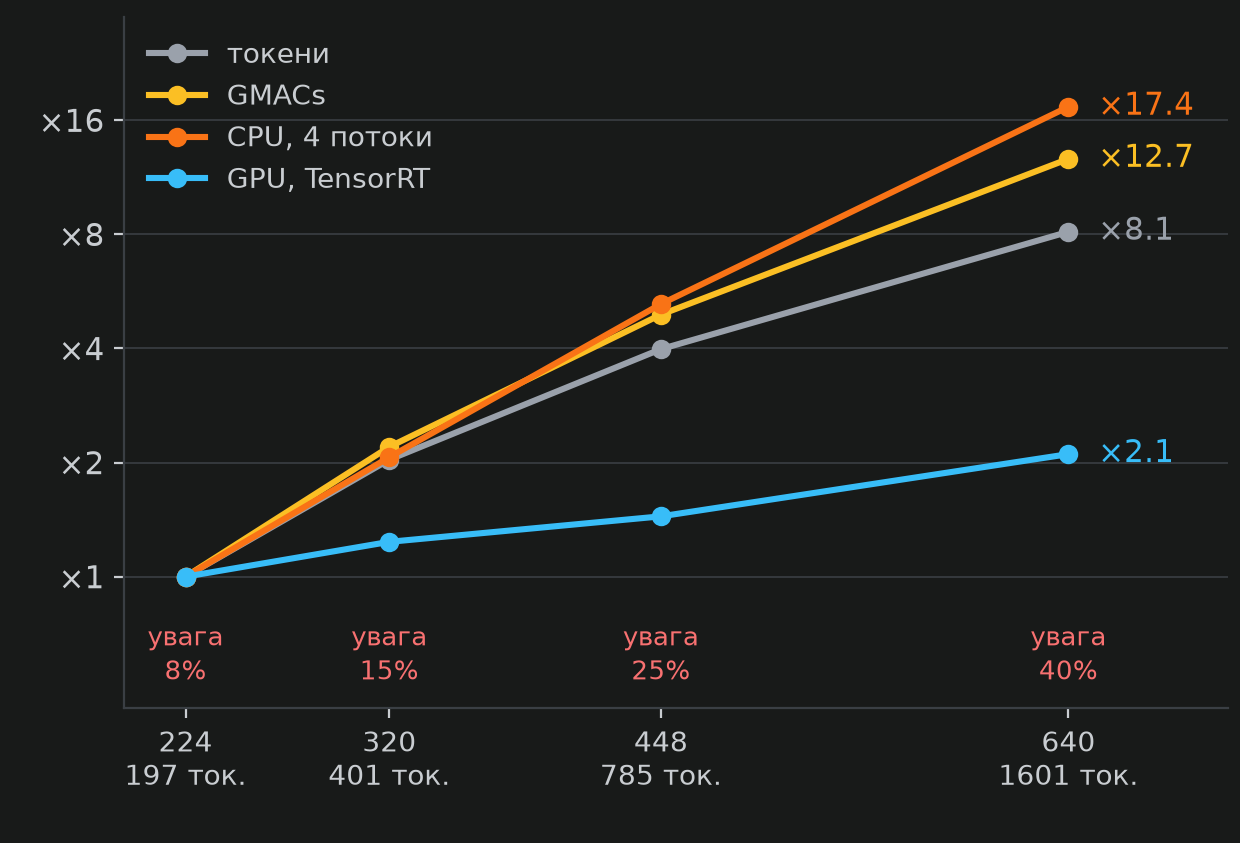 токени
GMACs
CPU, 4 потоки
GPU, TensorRT
×16
×8
×4
×2
×1
×17.4
×12.7
×8.1
×2.1
увага
8%
увага
15%
увага
25%
увага
40%
224
197 ток.
320
401 ток.
448
785 ток.
640
1601 ток.